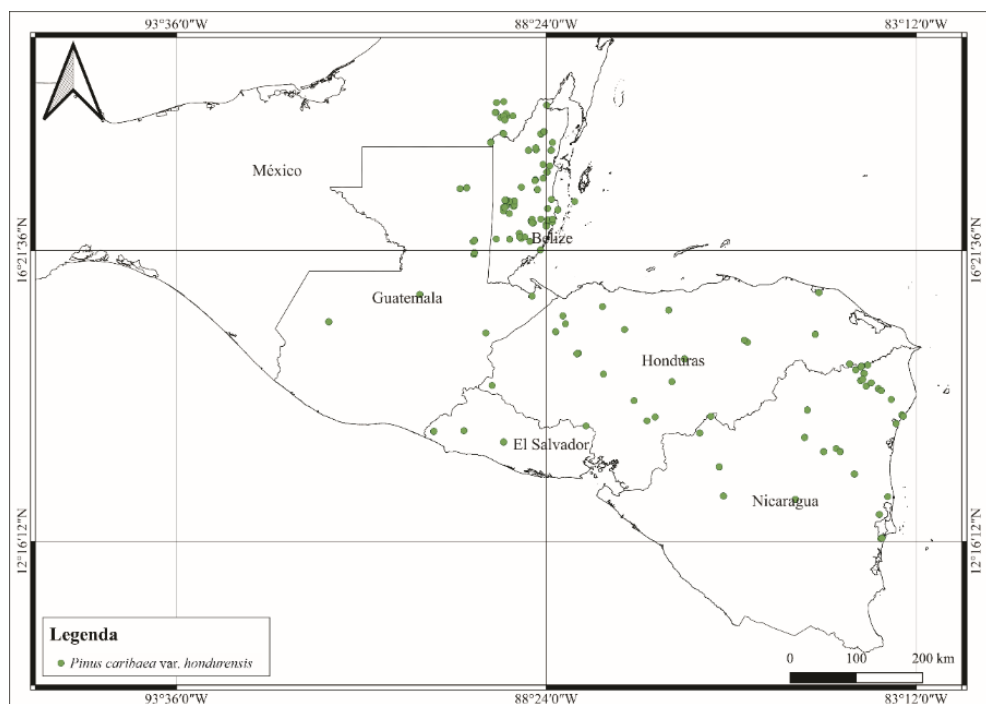 93°36'0"W 88°24'0"W 83°12'0"W
México
16°21'36"N 16°21'36"N
Belize
Guatemala
Honduras
El Salvador
Nicaragua
12°16'12"N 12°16'12"N
Legenda
Pinus caribaea var. hondurensis
0 100 200 km
93°36'0"W 88°24'0"W 83°12'0"W